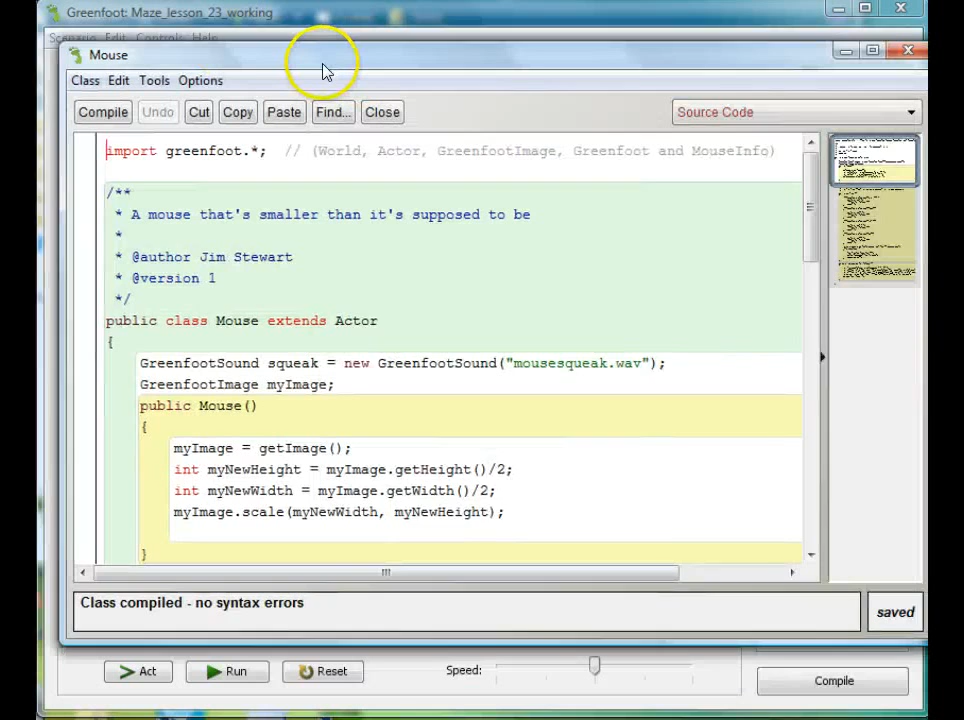 Greenfoot: Maze_lesson_23_working
Scenario Edit Controls Help
Mouse
Class Edit Tools Options
Compile Undo Cut Copy Paste Find... Close Source Code
import greenfoot.*;  // (World, Actor, GreenfootImage, Greenfoot and MouseInfo)
/**
 * A mouse that's smaller than it's supposed to be
 *
 * @author Jim Stewart
 * @version 1
 */
public class Mouse extends Actor
{
GreenfootSound squeak = new GreenfootSound("mousesqueak.wav");
GreenfootImage myImage;
public Mouse()
{
myImage = getImage();
int myNewHeight = myImage.getHeight()/2;
int myNewWidth = myImage.getWidth()/2;
myImage.scale(myNewWidth, myNewHeight);
}
Class compiled - no syntax errors
saved
Act Run Reset Speed: Compile